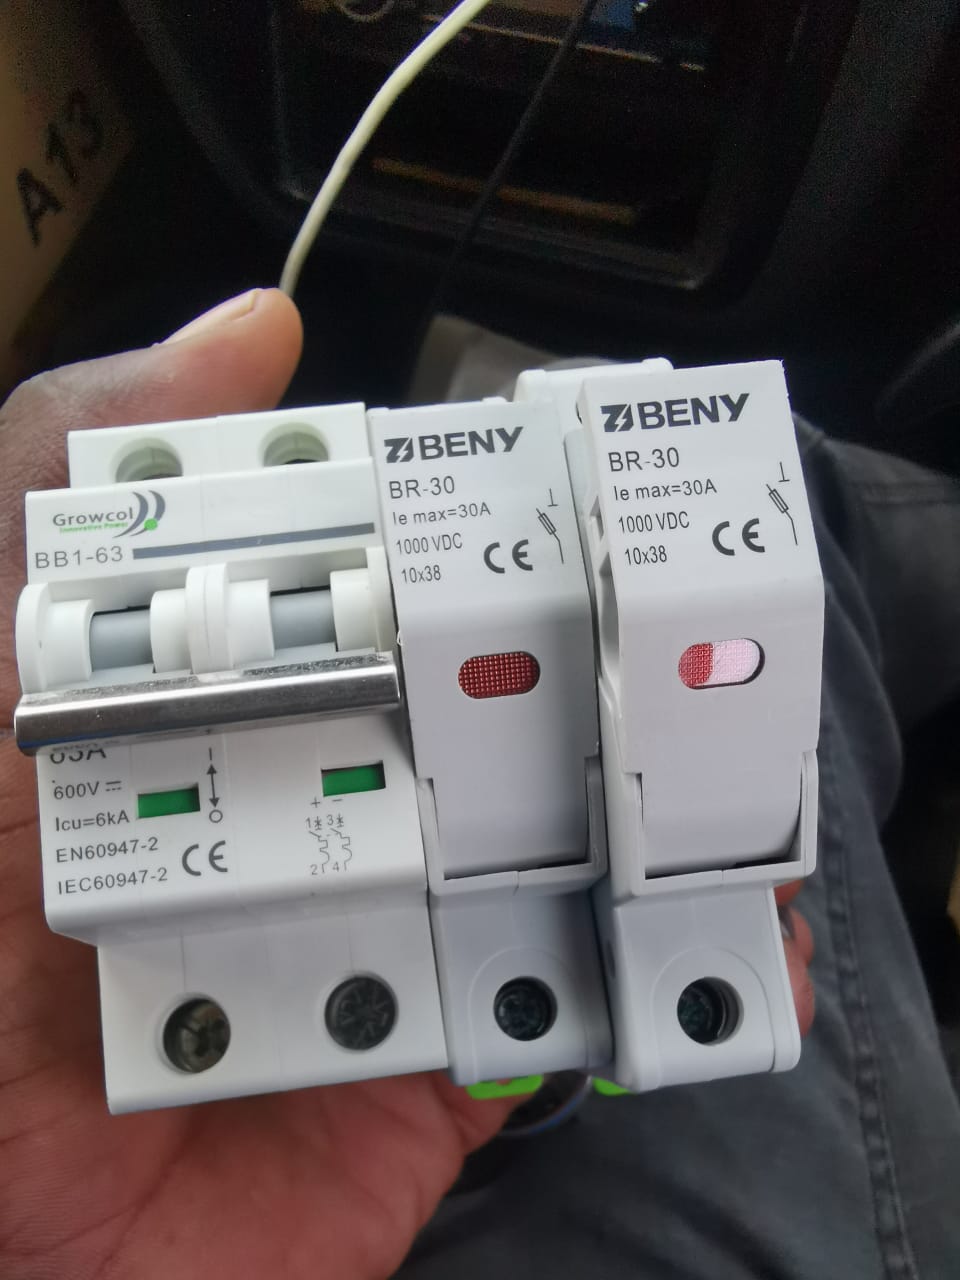 A13
Growcol
Innovative Power
BB1-63
63A
600V
Icu=6kA
EN60947-2
IEC60947-2
CE
I
O
+ -
1 3
2 4
BENY
BR-30
Ie max=30A
1000 VDC
10x38
CE
BENY
BR-30
Ie max=30A
1000 VDC
10x38
CE